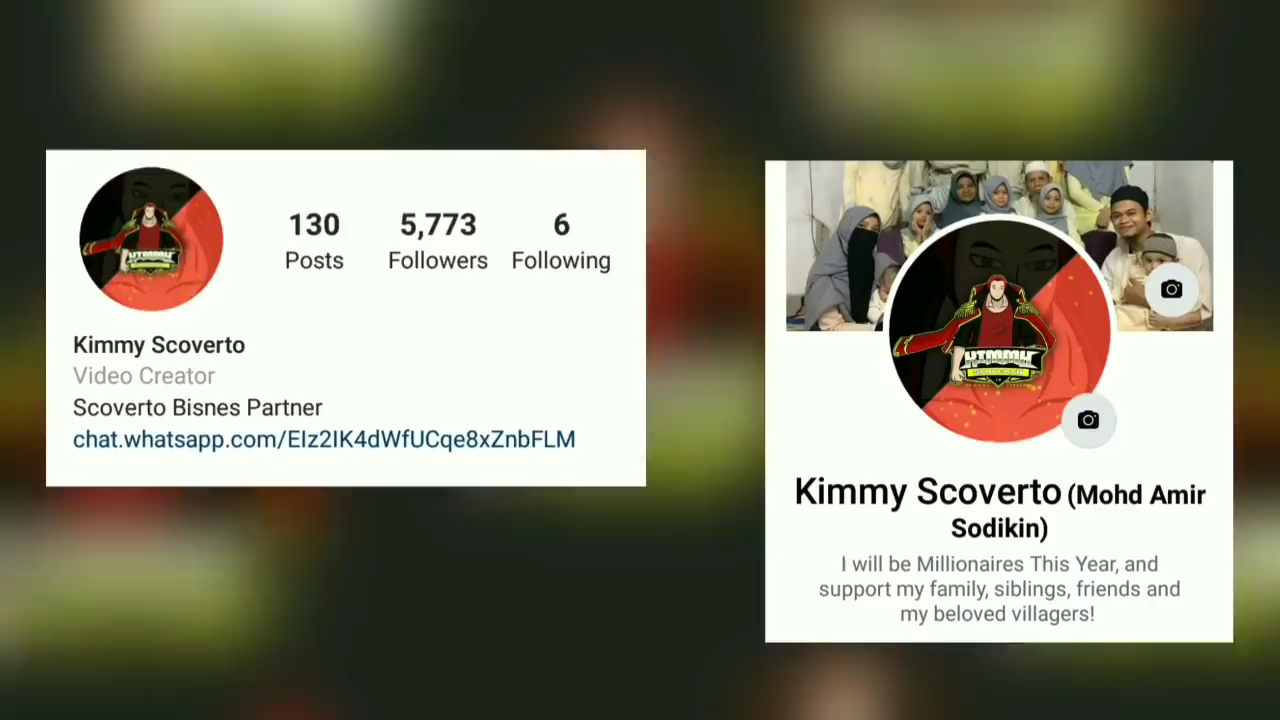 130
5,773
6
Posts
Followers
Following
Kimmy Scoverto
Video Creator
Scoverto Bisnes Partner
chat.whatsapp.com/EIz2IK4dWfUCqe8xZnbFLM
Kimmy Scoverto (Mohd Amir
Sodikin)
I will be Millionaires This Year, and
support my family, siblings, friends and
my beloved villagers!